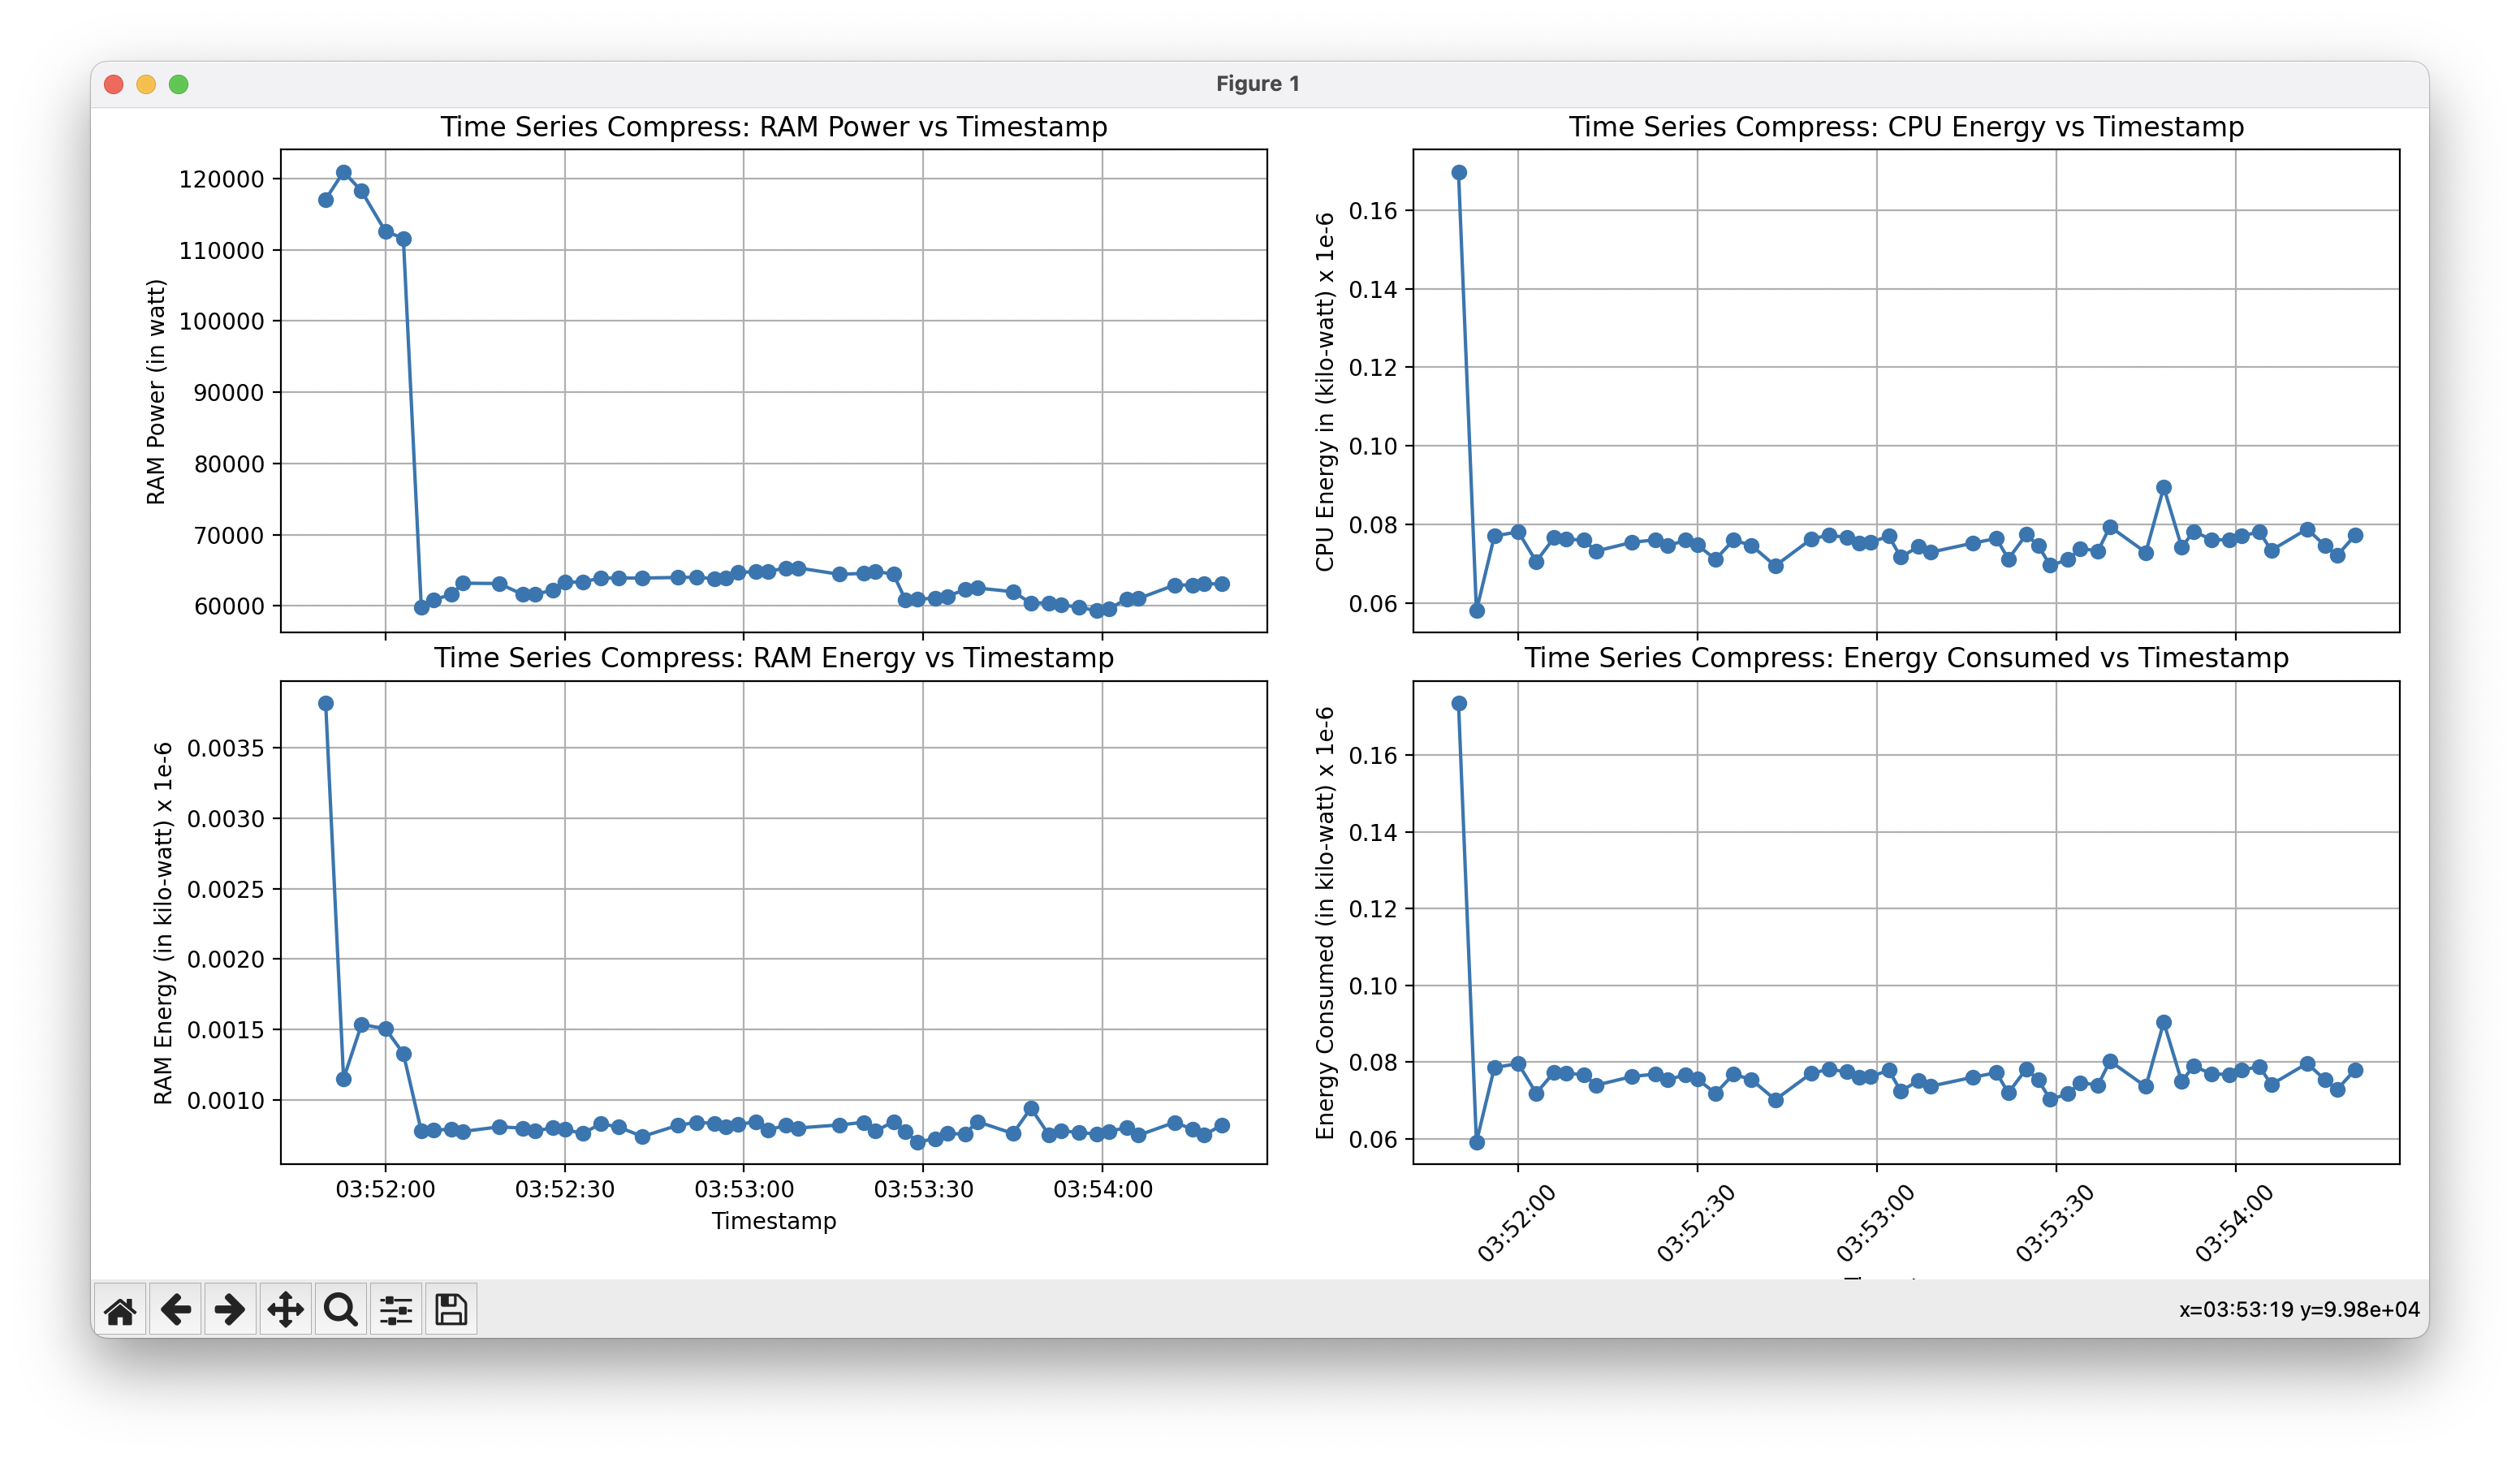 Figure 1
Time Series Compress: RAM Power vs Timestamp
RAM Power (in watt)
120000
110000
100000
90000
80000
70000
60000
Time Series Compress: CPU Energy vs Timestamp
CPU Energy in (kilo-watt) x 1e-6
0.16
0.14
0.12
0.10
0.08
0.06
Time Series Compress: RAM Energy vs Timestamp
RAM Energy (in kilo-watt) x 1e-6
0.0035
0.0030
0.0025
0.0020
0.0015
0.0010
03:52:00 03:52:30 03:53:00 03:53:30 03:54:00
Timestamp
Time Series Compress: Energy Consumed vs Timestamp
Energy Consumed (in kilo-watt) x 1e-6
0.16
0.14
0.12
0.10
0.08
0.06
03:52:00 03:52:30 03:53:00 03:53:30 03:54:00
x=03:53:19 y=9.98e+04